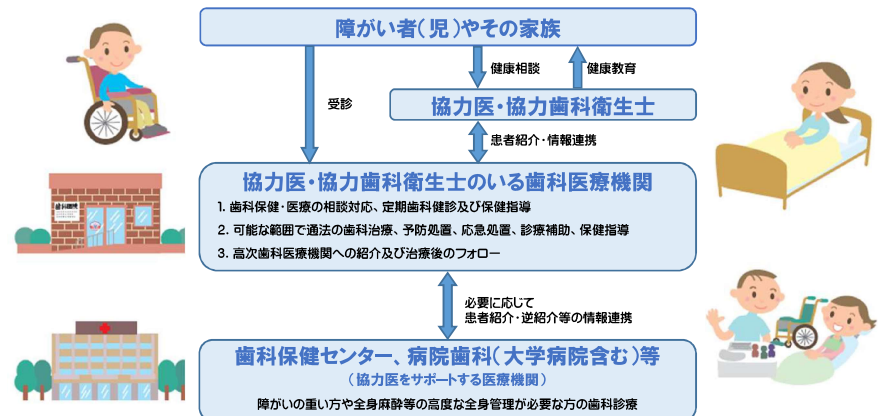 障がい者(児)やその家族
受診
健康相談
健康教育
協力医・協力歯科衛生士
患者紹介・情報連携
協力医・協力歯科衛生士のいる歯科医療機関
1. 歯科保健・医療の相談対応、定期歯科健診及び保健指導
2. 可能な範囲で通法の歯科治療、予防処置、応急処置、診療補助、保健指導
3. 高次歯科医療機関への紹介及び治療後のフォロー
必要に応じて
患者紹介・逆紹介等の情報連携
歯科保健センター、病院歯科(大学病院含む)等
(協力医をサポートする医療機関)
障がいの重い方や全身麻酔等の高度な全身管理が必要な方の歯科診療